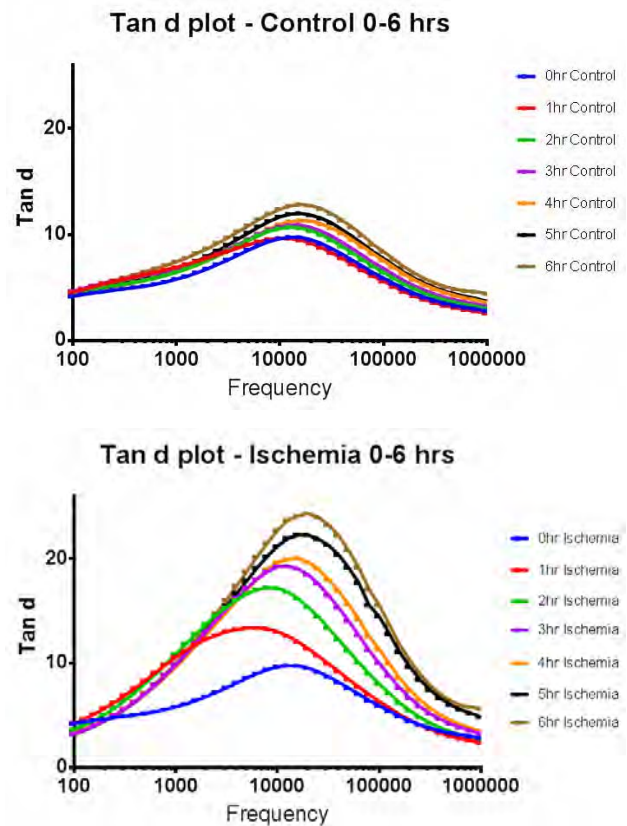 Tan d plot - Control 0-6 hrs
20
10
0
Tan d
100 1000 10000 100000 1000000
Frequency
0hr Control
1hr Control
2hr Control
3hr Control
4hr Control
5hr Control
6hr Control
Tan d plot - Ischemia 0-6 hrs
20
10
0
Tan d
100 1000 10000 100000 1000000
Frequency
0hr Ischemia
1hr Ischemia
2hr Ischemia
3hr Ischemia
4hr Ischemia
5hr Ischemia
6hr Ischemia